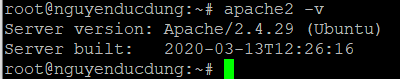 root@nguyenducdung:~# apache2 -v
Server version: Apache/2.4.29 (Ubuntu)
Server built:   2020-03-13T12:26:16
root@nguyenducdung:~#